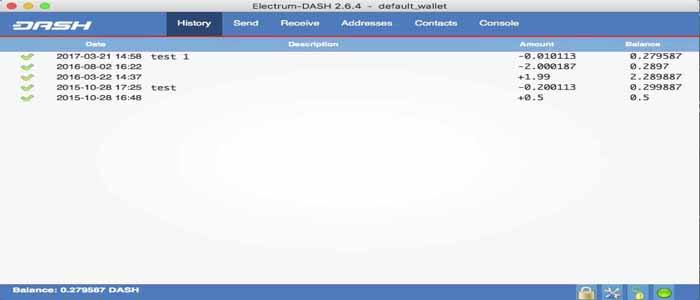 Electrum-DASH 2.6.4 - default_wallet
DASH History Send Receive Addresses Contacts Console
Date Description Amount Balance
2017-03-21 14:58 test 1 -0.010113 0.279587
2016-08-02 16:22 -2.000187 0.2897
2016-03-22 14:37 +1.99 2.289887
2015-10-28 17:25 test -0.200113 0.299887
2015-10-28 16:48 +0.5 0.5
Balance: 0.279587 DASH